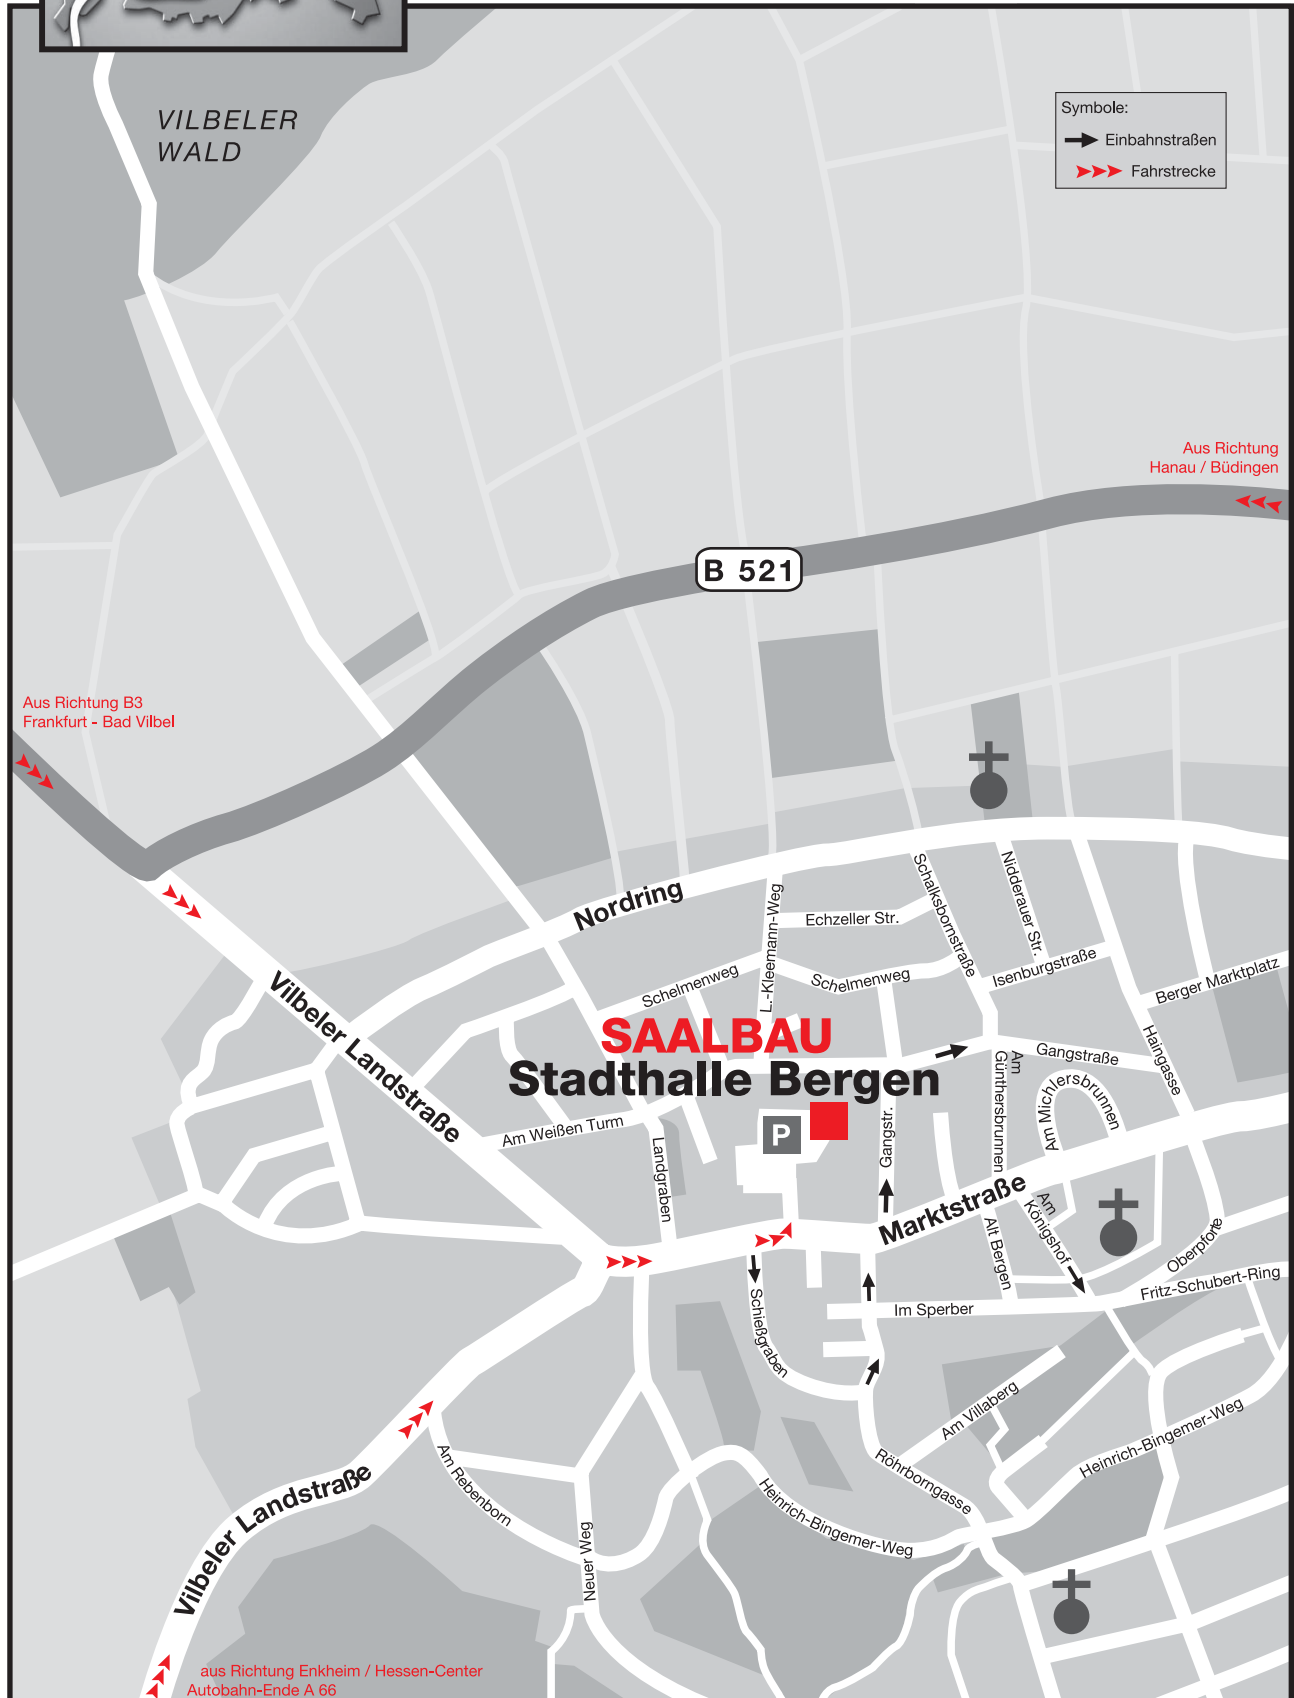 VILBELER
WALD
Symbole:
Einbahnstraßen
Fahrstrecke
Aus Richtung
Hanau / Büdingen
B 521
Aus Richtung B3
Frankfurt - Bad Vilbel
Nordring
L.-Kleemann-Weg
Echzeller Str.
Schalksbornstraße
Nidderauer Str.
Isenburgstraße
Berger Marktplatz
Schelmenweg
Schelmenweg
Vilbeler Landstraße
SAALBAU
Stadthalle Bergen
Gangstraße
Haingasse
Am
Günthersbrunnen
Am Michlersbrunnen
Am Weißen Turm
P
Gangstr.
Landgraben
Marktstraße
Am
Königshof
Alt Bergen
Oberpforte
Fritz-Schubert-Ring
Im Sperber
Schießgraben
Am Villaberg
Heinrich-Bingemer-Weg
Röhrborngasse
Am Rebenborn
Heinrich-Bingemer-Weg
Neuer Weg
Vilbeler Landstraße
aus Richtung Enkheim / Hessen-Center
Autobahn-Ende A 66